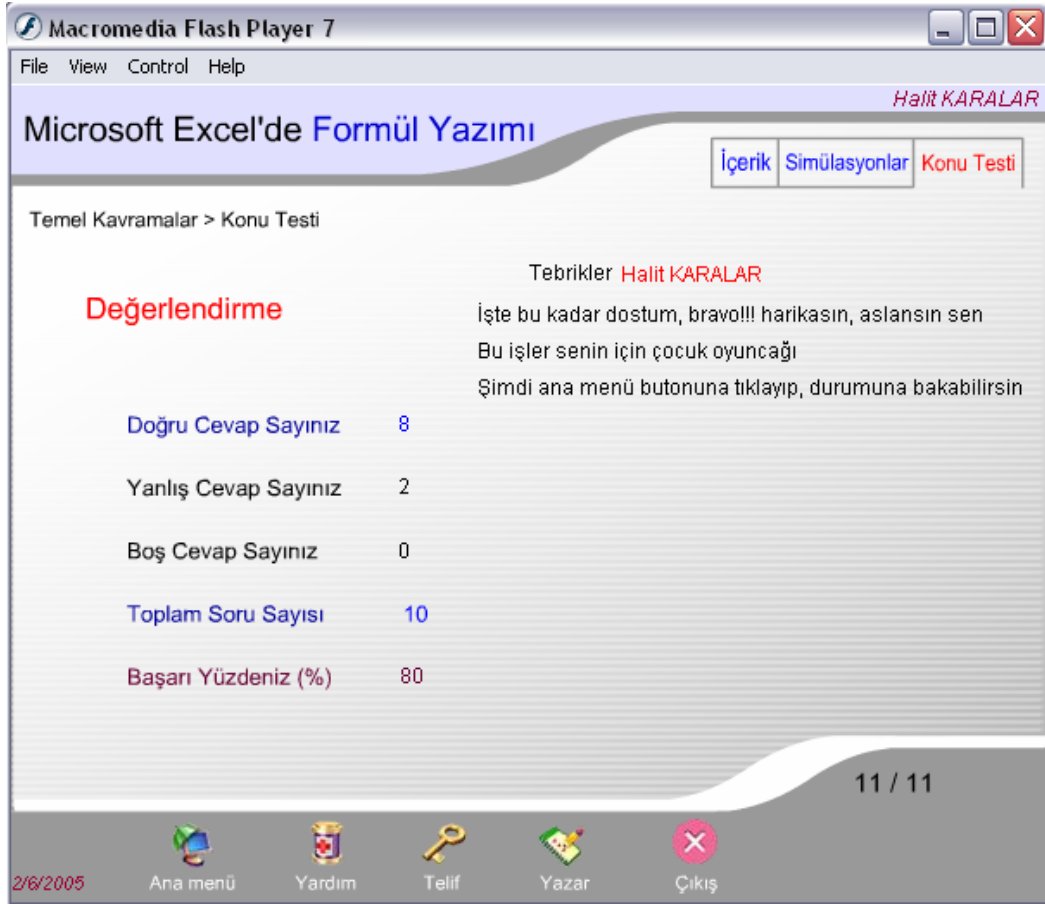 Macromedia Flash Player 7
File View Control Help
Halit KARALAR
Microsoft Excel'de Formül Yazımı
İçerik Simülasyonlar Konu Testi
Temel Kavramalar > Konu Testi
Tebrikler Halit KARALAR
Değerlendirme
İşte bu kadar dostum, bravo!!! harikasın, aslansın sen
Bu işler senin için çocuk oyuncağı
Şimdi ana menü butonuna tıklayıp, durumuna bakabilirsin
Doğru Cevap Sayınız 8
Yanlış Cevap Sayınız 2
Boş Cevap Sayınız 0
Toplam Soru Sayısı 10
Başarı Yüzdeniz (%) 80
11 / 11
2/6/2005 Ana menü Yardım Telif Yazar Çıkış